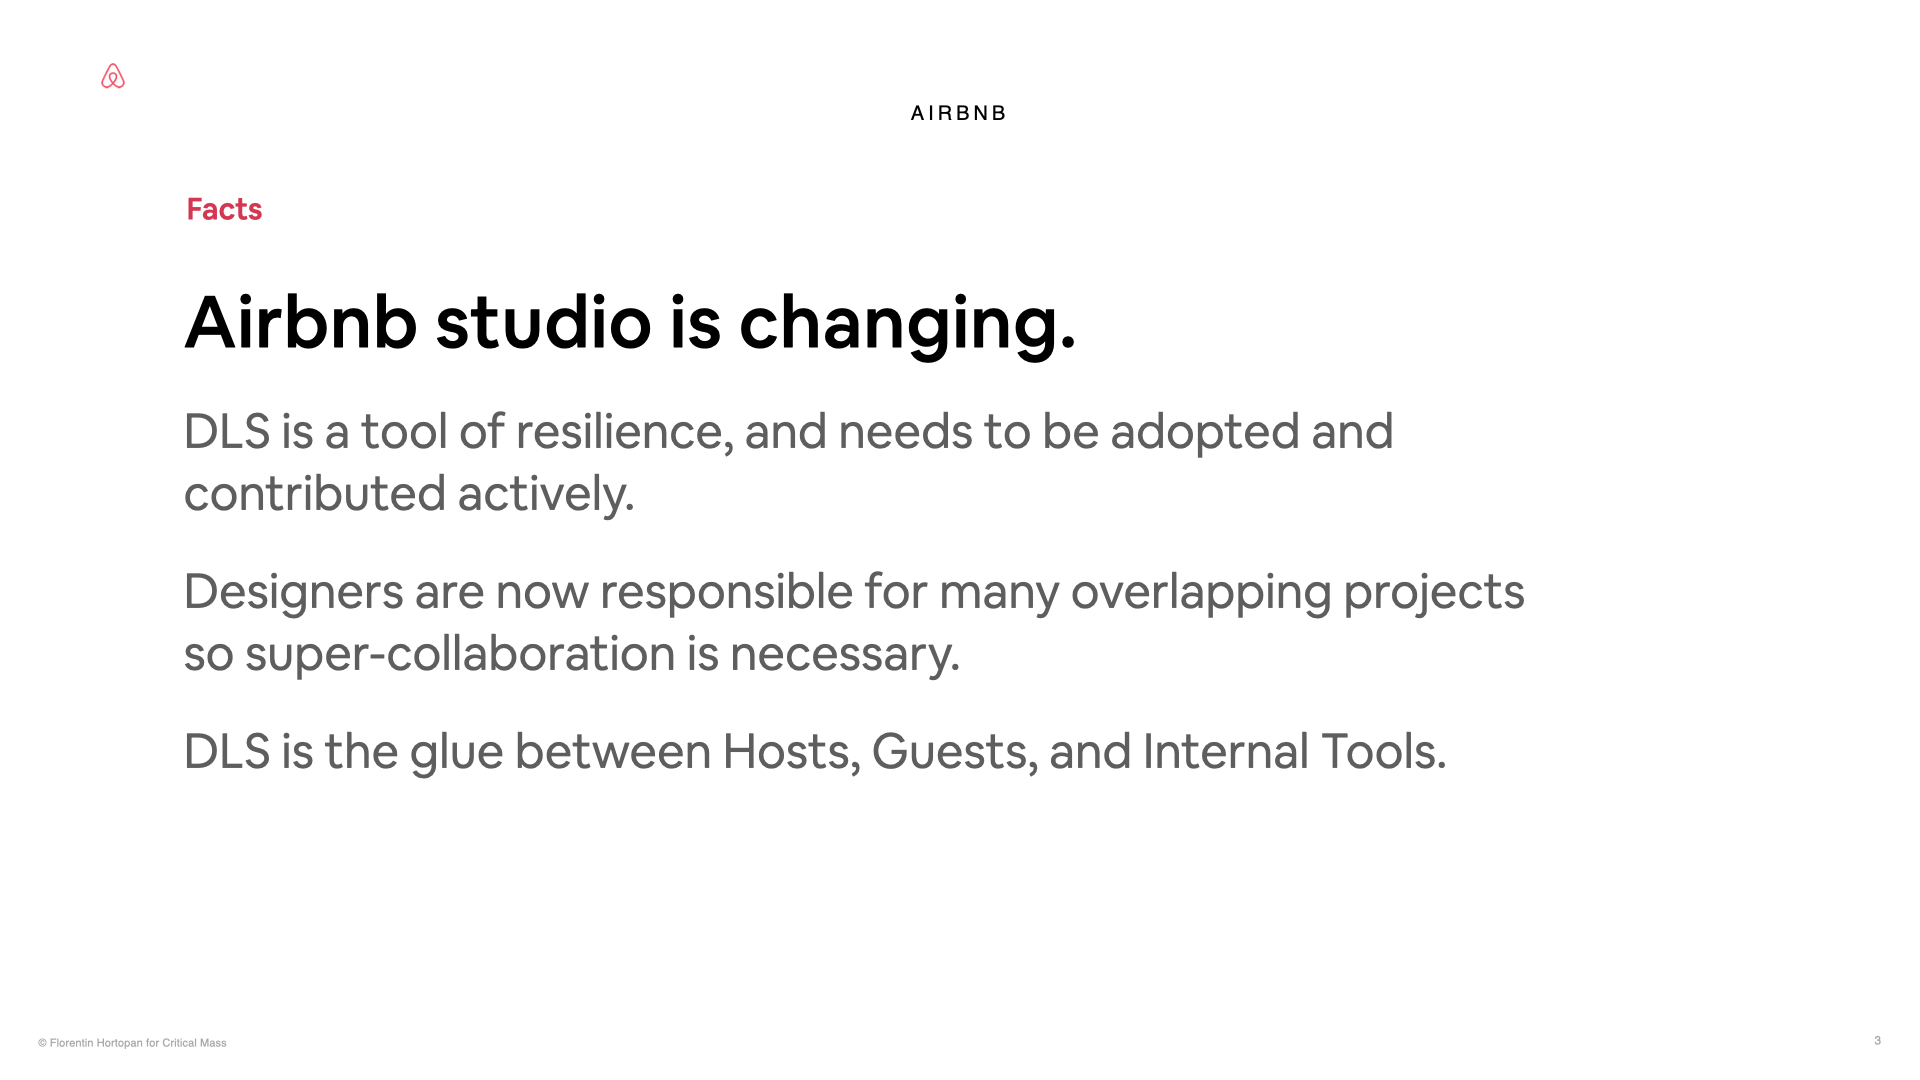 AIRBNB
Facts
Airbnb studio is changing.
DLS is a tool of resilience, and needs to be adopted and
contributed actively.
Designers are now responsible for many overlapping projects
so super-collaboration is necessary.
DLS is the glue between Hosts, Guests, and Internal Tools.
© Florentin Hortopan for Critical Mass
3